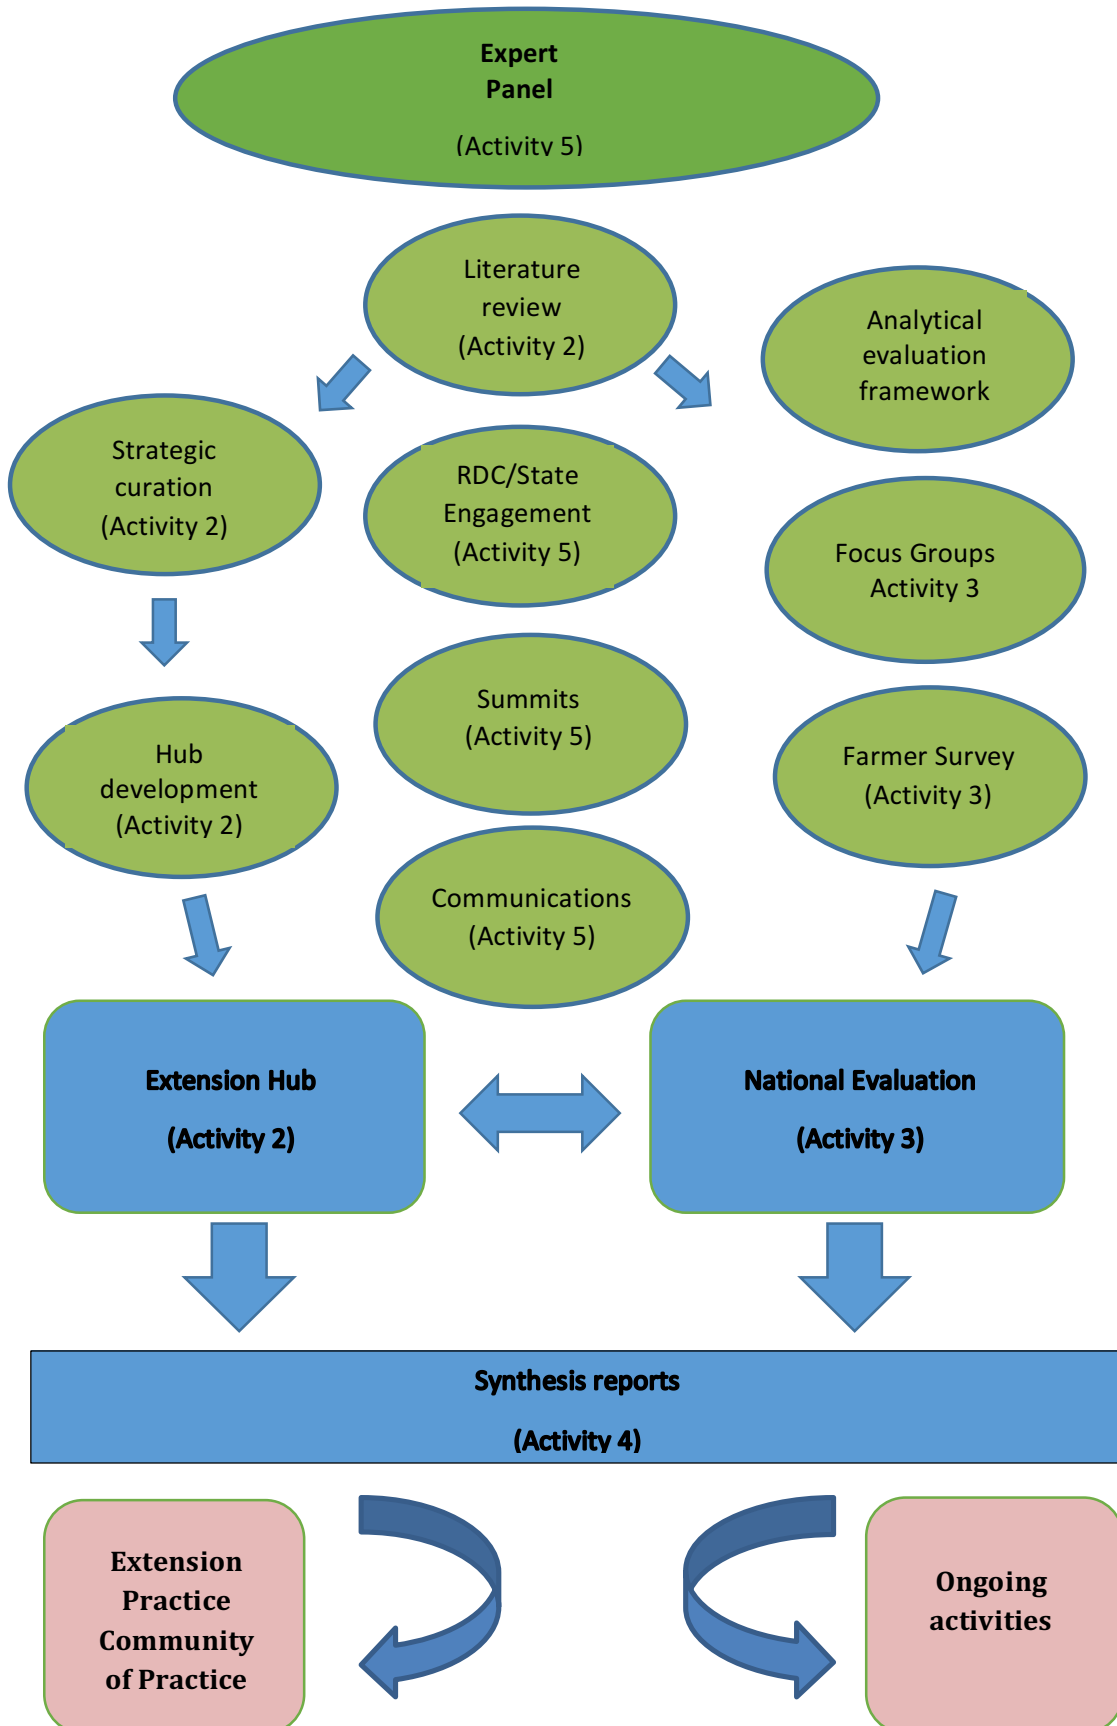 Expert
Panel
(Activity 5)
Literature
review
(Activity 2)
Analytical
evaluation
framework
Strategic
curation
(Activity 2)
RDC/State
Engagement
(Activity 5)
Focus Groups
Activity 3
Summits
(Activity 5)
Hub
development
(Activity 2)
Farmer Survey
(Activity 3)
Communications
(Activity 5)
Extension Hub
(Activity 2)
National Evaluation
(Activity 3)
Synthesis reports
(Activity 4)
Extension
Practice
Community
of Practice
Ongoing
activities